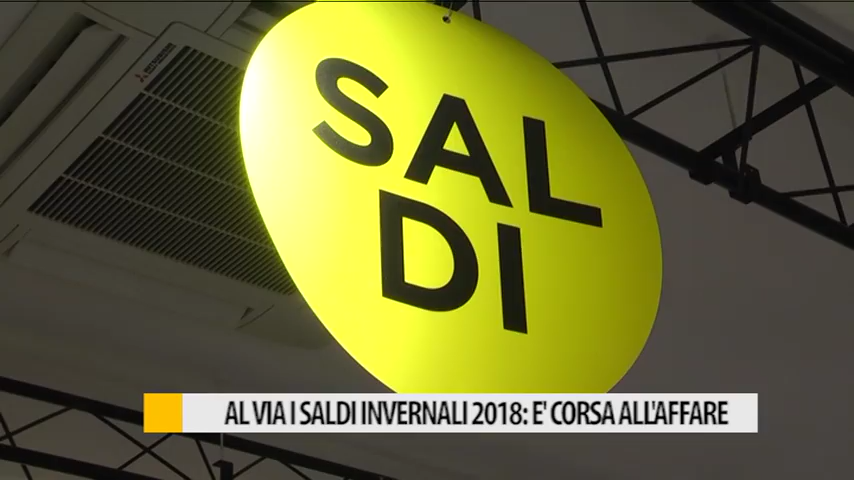 SAL
DI
AL VIA I SALDI INVERNALI 2018: E' CORSA ALL'AFFARE